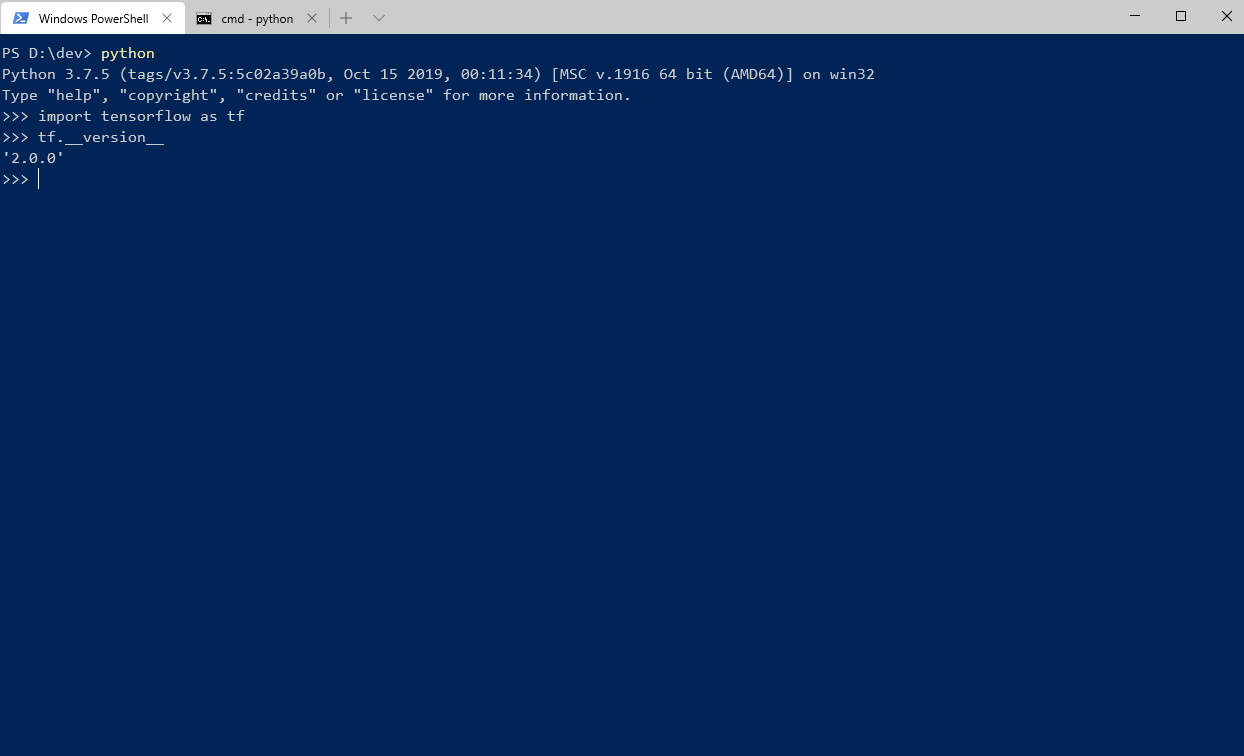 Windows PowerShell
cmd - python
PS D:\dev> python
Python 3.7.5 (tags/v3.7.5:5c02a39a0b, Oct 15 2019, 00:11:34) [MSC v.1916 64 bit (AMD64)] on win32
Type "help", "copyright", "credits" or "license" for more information.
>>> import tensorflow as tf
>>> tf.__version__
'2.0.0'
>>>